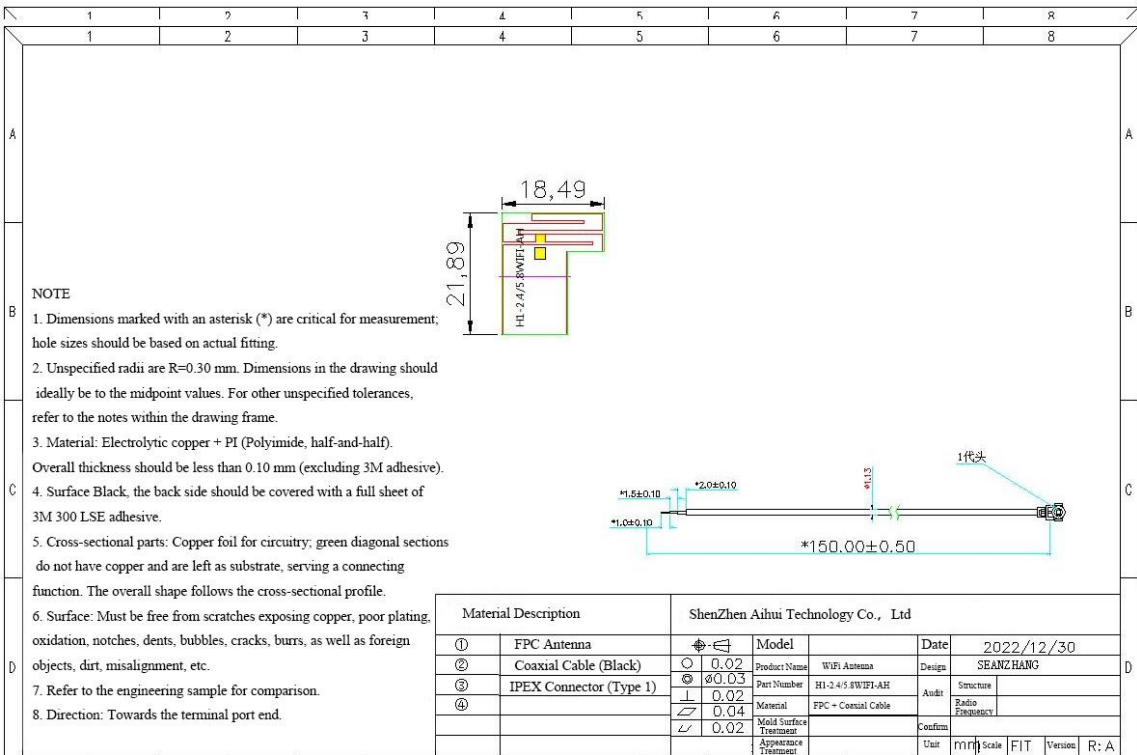 1 2 3 4 5 6 7 8
1 2 3 4 5 6 7 8
A A
18,49
21,89
H1-2.4/5.8WIFI-AH
B B
NOTE
1. Dimensions marked with an asterisk (*) are critical for measurement;
hole sizes should be based on actual fitting.
2. Unspecified radii are R=0.30 mm. Dimensions in the drawing should
ideally be to the midpoint values. For other unspecified tolerances,
refer to the notes within the drawing frame.
3. Material: Electrolytic copper + PI (Polyimide, half-and-half).
Overall thickness should be less than 0.10 mm (excluding 3M adhesive).
4. Surface Black, the back side should be covered with a full sheet of
3M 300 LSE adhesive.
5. Cross-sectional parts: Copper foil for circuitry; green diagonal sections
do not have copper and are left as substrate, serving a connecting
function. The overall shape follows the cross-sectional profile.
6. Surface: Must be free from scratches exposing copper, poor plating,
oxidation, notches, dents, bubbles, cracks, burrs, as well as foreign
objects, dirt, misalignment, etc.
7. Refer to the engineering sample for comparison.
8. Direction: Towards the terminal port end.
C C
1代头
ø1.13
*1.5±0.10
*2.0±0.10
*1.0±0.10
*150.00±0.50
D D
Material Description
① FPC Antenna
② Coaxial Cable (Black)
③ IPEX Connector (Type 1)
④
ShenZhen Aihui Technology Co., Ltd
0.02
ø0.03
0.02
0.04
0.02
Model Date 2022/12/30
Product Name WiFi Antenna Design SEANZHANG
Part Number H1-2.4/5.8WIFI-AH Audit Structure
Material FPC + Coaxial Cable Radio Frequency
Mold Surface Treatment Confirm
Appearance Treatment Unit mm Scale FIT Version R: A